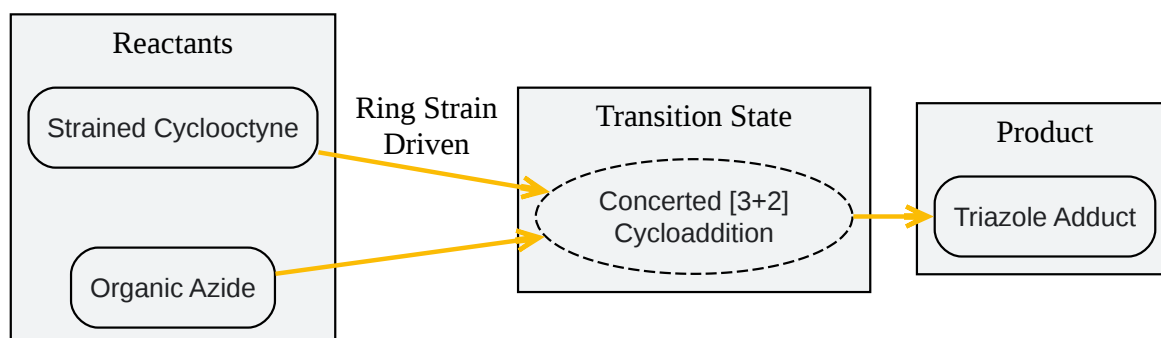 Reactants
Strained Cyclooctyne
Organic Azide
Ring Strain
Driven
Transition State
Concerted [3+2]
Cycloaddition
Product
Triazole Adduct